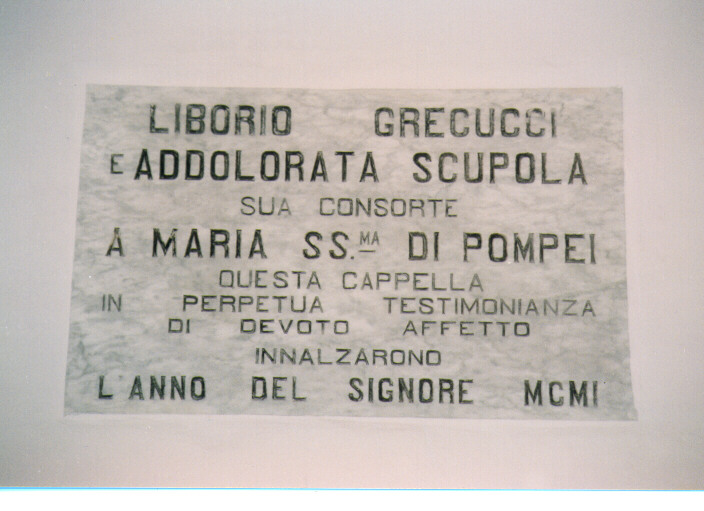 LIBORIO GRECUCCI
E ADDOLORATA SCUPOLA
SUA CONSORTE
A MARIA SS.MA DI POMPEI
QUESTA CAPPELLA
IN PERPETUA TESTIMONIANZA
DI DEVOTO AFFETTO
INNALZARONO
L'ANNO DEL SIGNORE MCMI